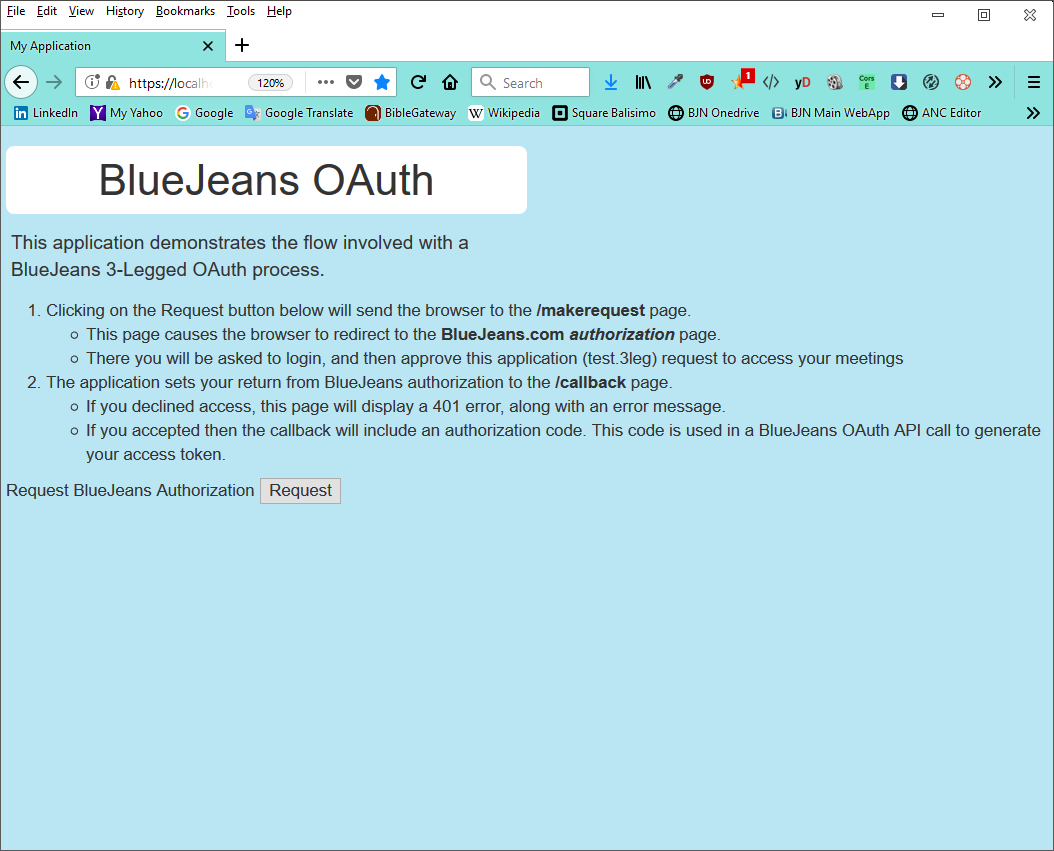 File Edit View History Bookmarks Tools Help
My Application
https://localh 120% Search 1 yD Cors E
LinkedIn My Yahoo Google Google Translate BibleGateway W Wikipedia Square Balisimo BJN Onedrive BJN Main WebApp ANC Editor
BlueJeans OAuth
This application demonstrates the flow involved with a
BlueJeans 3-Legged OAuth process.
1. Clicking on the Request button below will send the browser to the /makerequest page.
This page causes the browser to redirect to the BlueJeans.com authorization page.
There you will be asked to login, and then approve this application (test.3leg) request to access your meetings
2. The application sets your return from BlueJeans authorization to the /callback page.
If you declined access, this page will display a 401 error, along with an error message.
If you accepted then the callback will include an authorization code. This code is used in a BlueJeans OAuth API call to generate
your access token.
Request BlueJeans Authorization Request